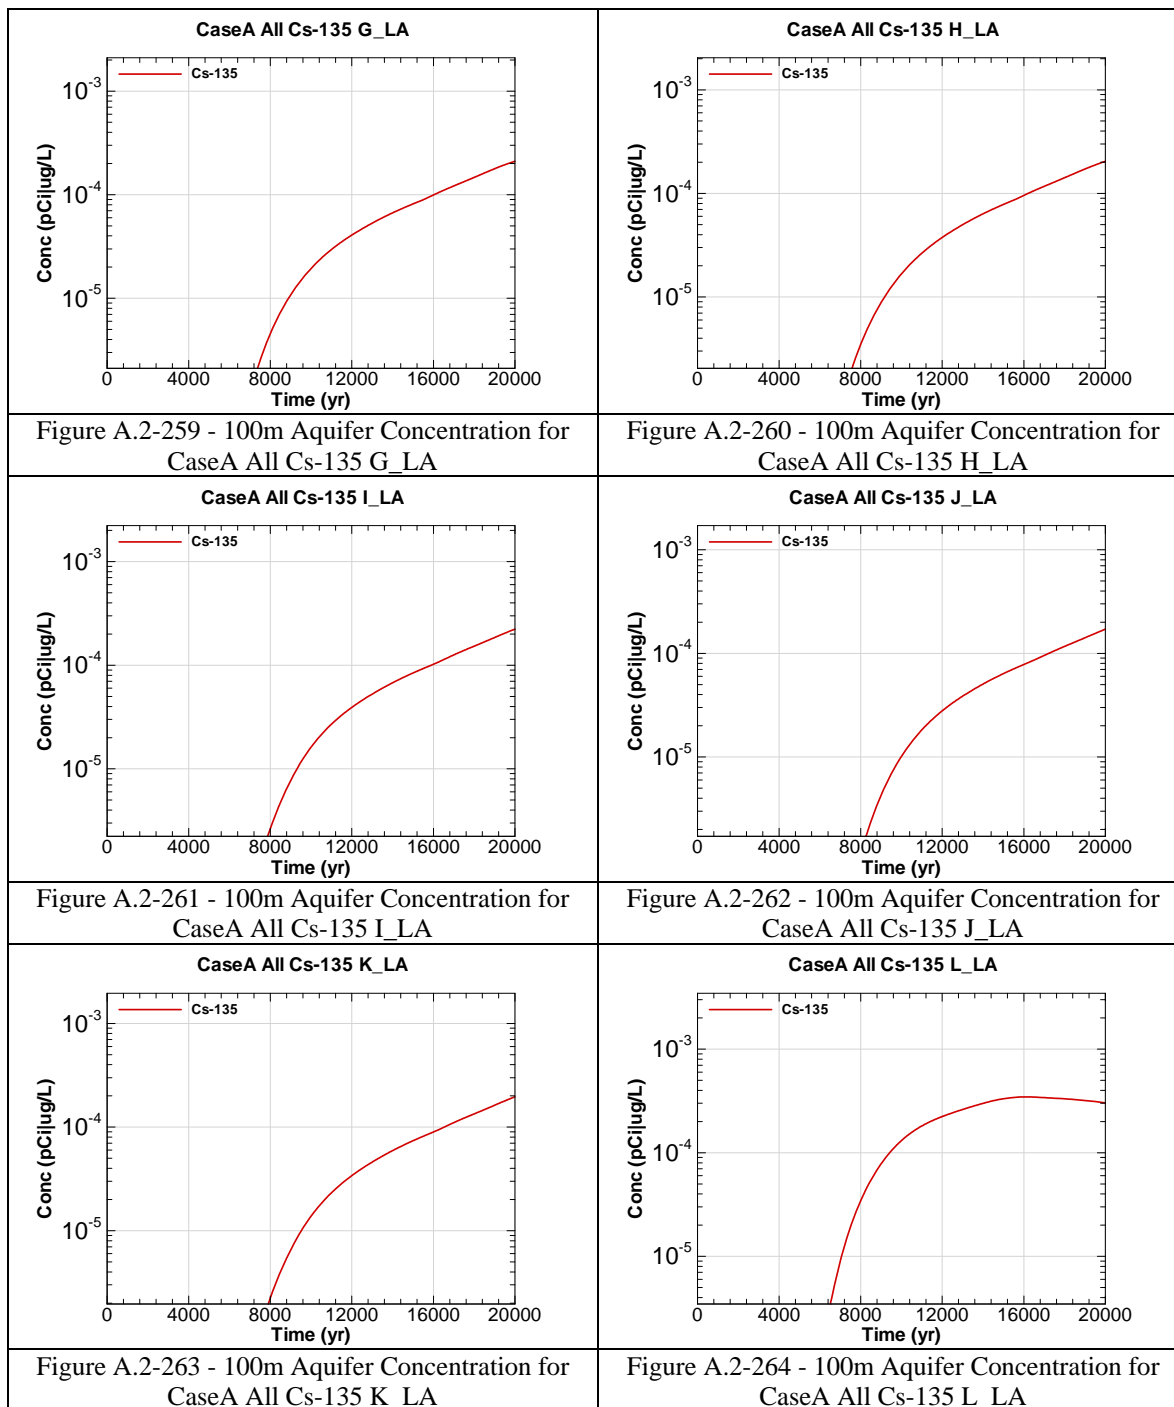 CaseA All Cs-135 G_LA
Cs-135
10-3
10-4
10-5
Conc (pCi|ug/L)
0 4000 8000 12000 16000 20000
Time (yr)
Figure A.2-259 - 100m Aquifer Concentration for
CaseA All Cs-135 G_LA
CaseA All Cs-135 H_LA
Cs-135
10-3
10-4
10-5
Conc (pCi|ug/L)
0 4000 8000 12000 16000 20000
Time (yr)
Figure A.2-260 - 100m Aquifer Concentration for
CaseA All Cs-135 H_LA
CaseA All Cs-135 I_LA
Cs-135
10-3
10-4
10-5
Conc (pCi|ug/L)
0 4000 8000 12000 16000 20000
Time (yr)
Figure A.2-261 - 100m Aquifer Concentration for
CaseA All Cs-135 I_LA
CaseA All Cs-135 J_LA
Cs-135
10-3
10-4
10-5
Conc (pCi|ug/L)
0 4000 8000 12000 16000 20000
Time (yr)
Figure A.2-262 - 100m Aquifer Concentration for
CaseA All Cs-135 J_LA
CaseA All Cs-135 K_LA
Cs-135
10-3
10-4
10-5
Conc (pCi|ug/L)
0 4000 8000 12000 16000 20000
Time (yr)
Figure A.2-263 - 100m Aquifer Concentration for
CaseA All Cs-135 K_LA
CaseA All Cs-135 L_LA
Cs-135
10-3
10-4
10-5
Conc (pCi|ug/L)
0 4000 8000 12000 16000 20000
Time (yr)
Figure A.2-264 - 100m Aquifer Concentration for
CaseA All Cs-135 L_LA